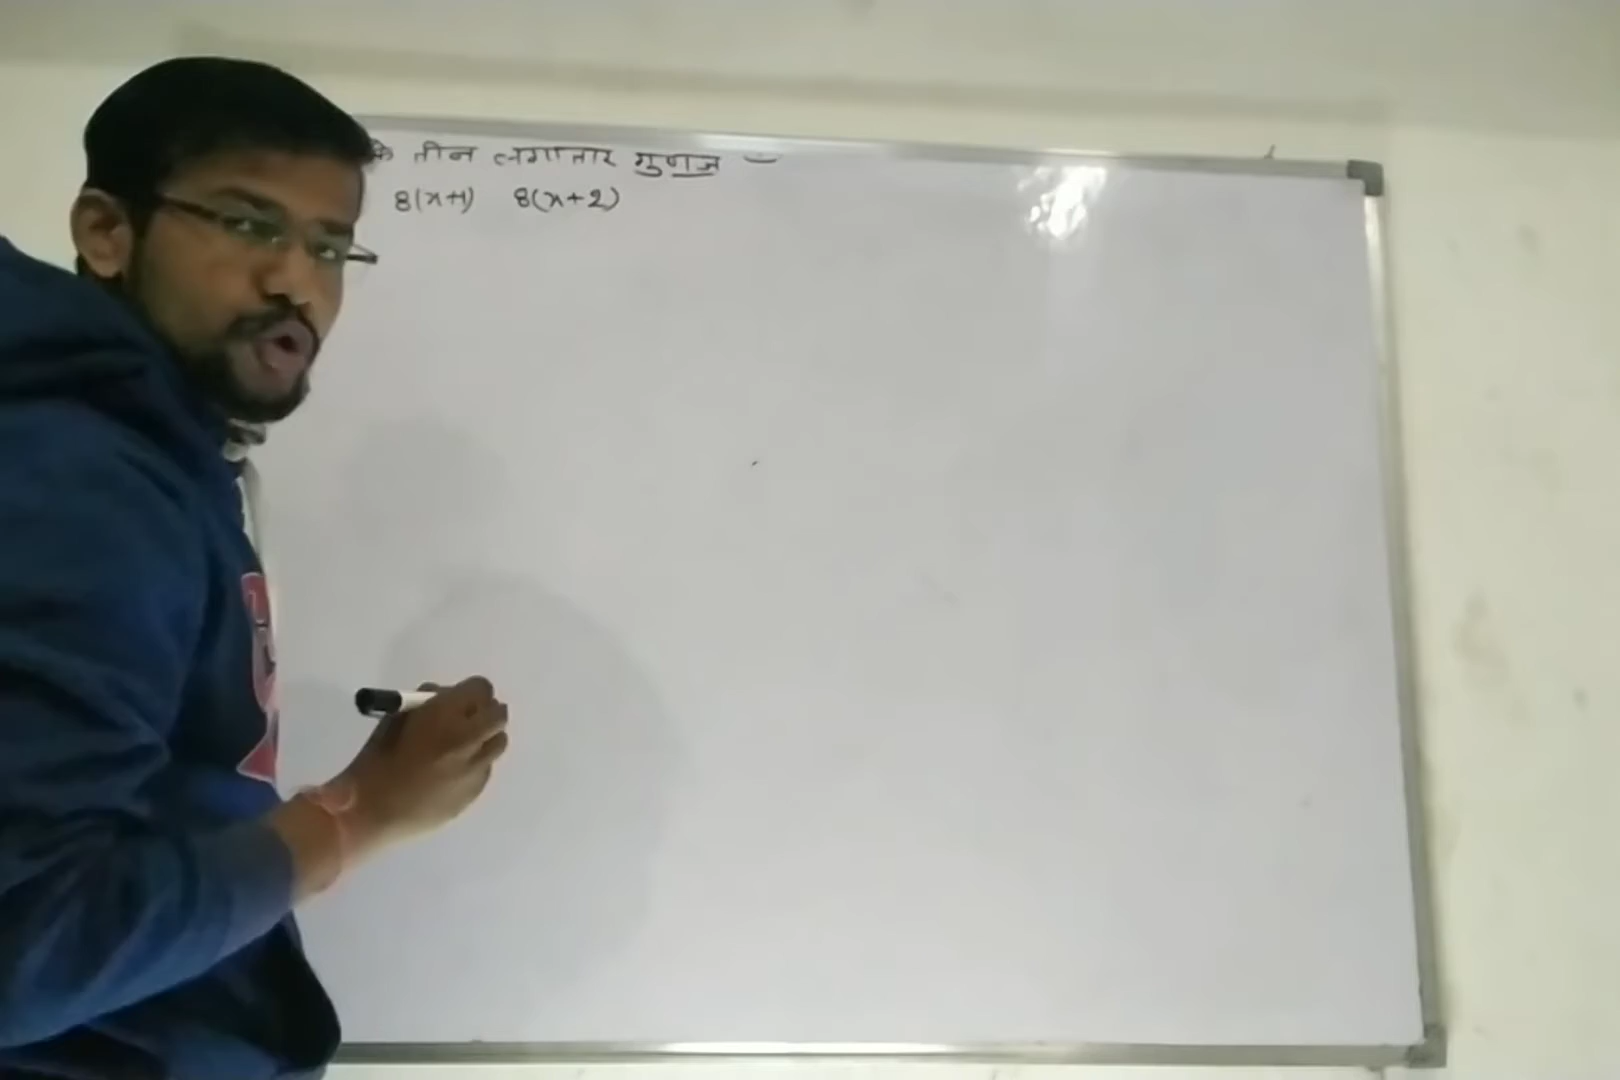 के तीन लगातार गुणज -
8(x+1) 8(x+2)